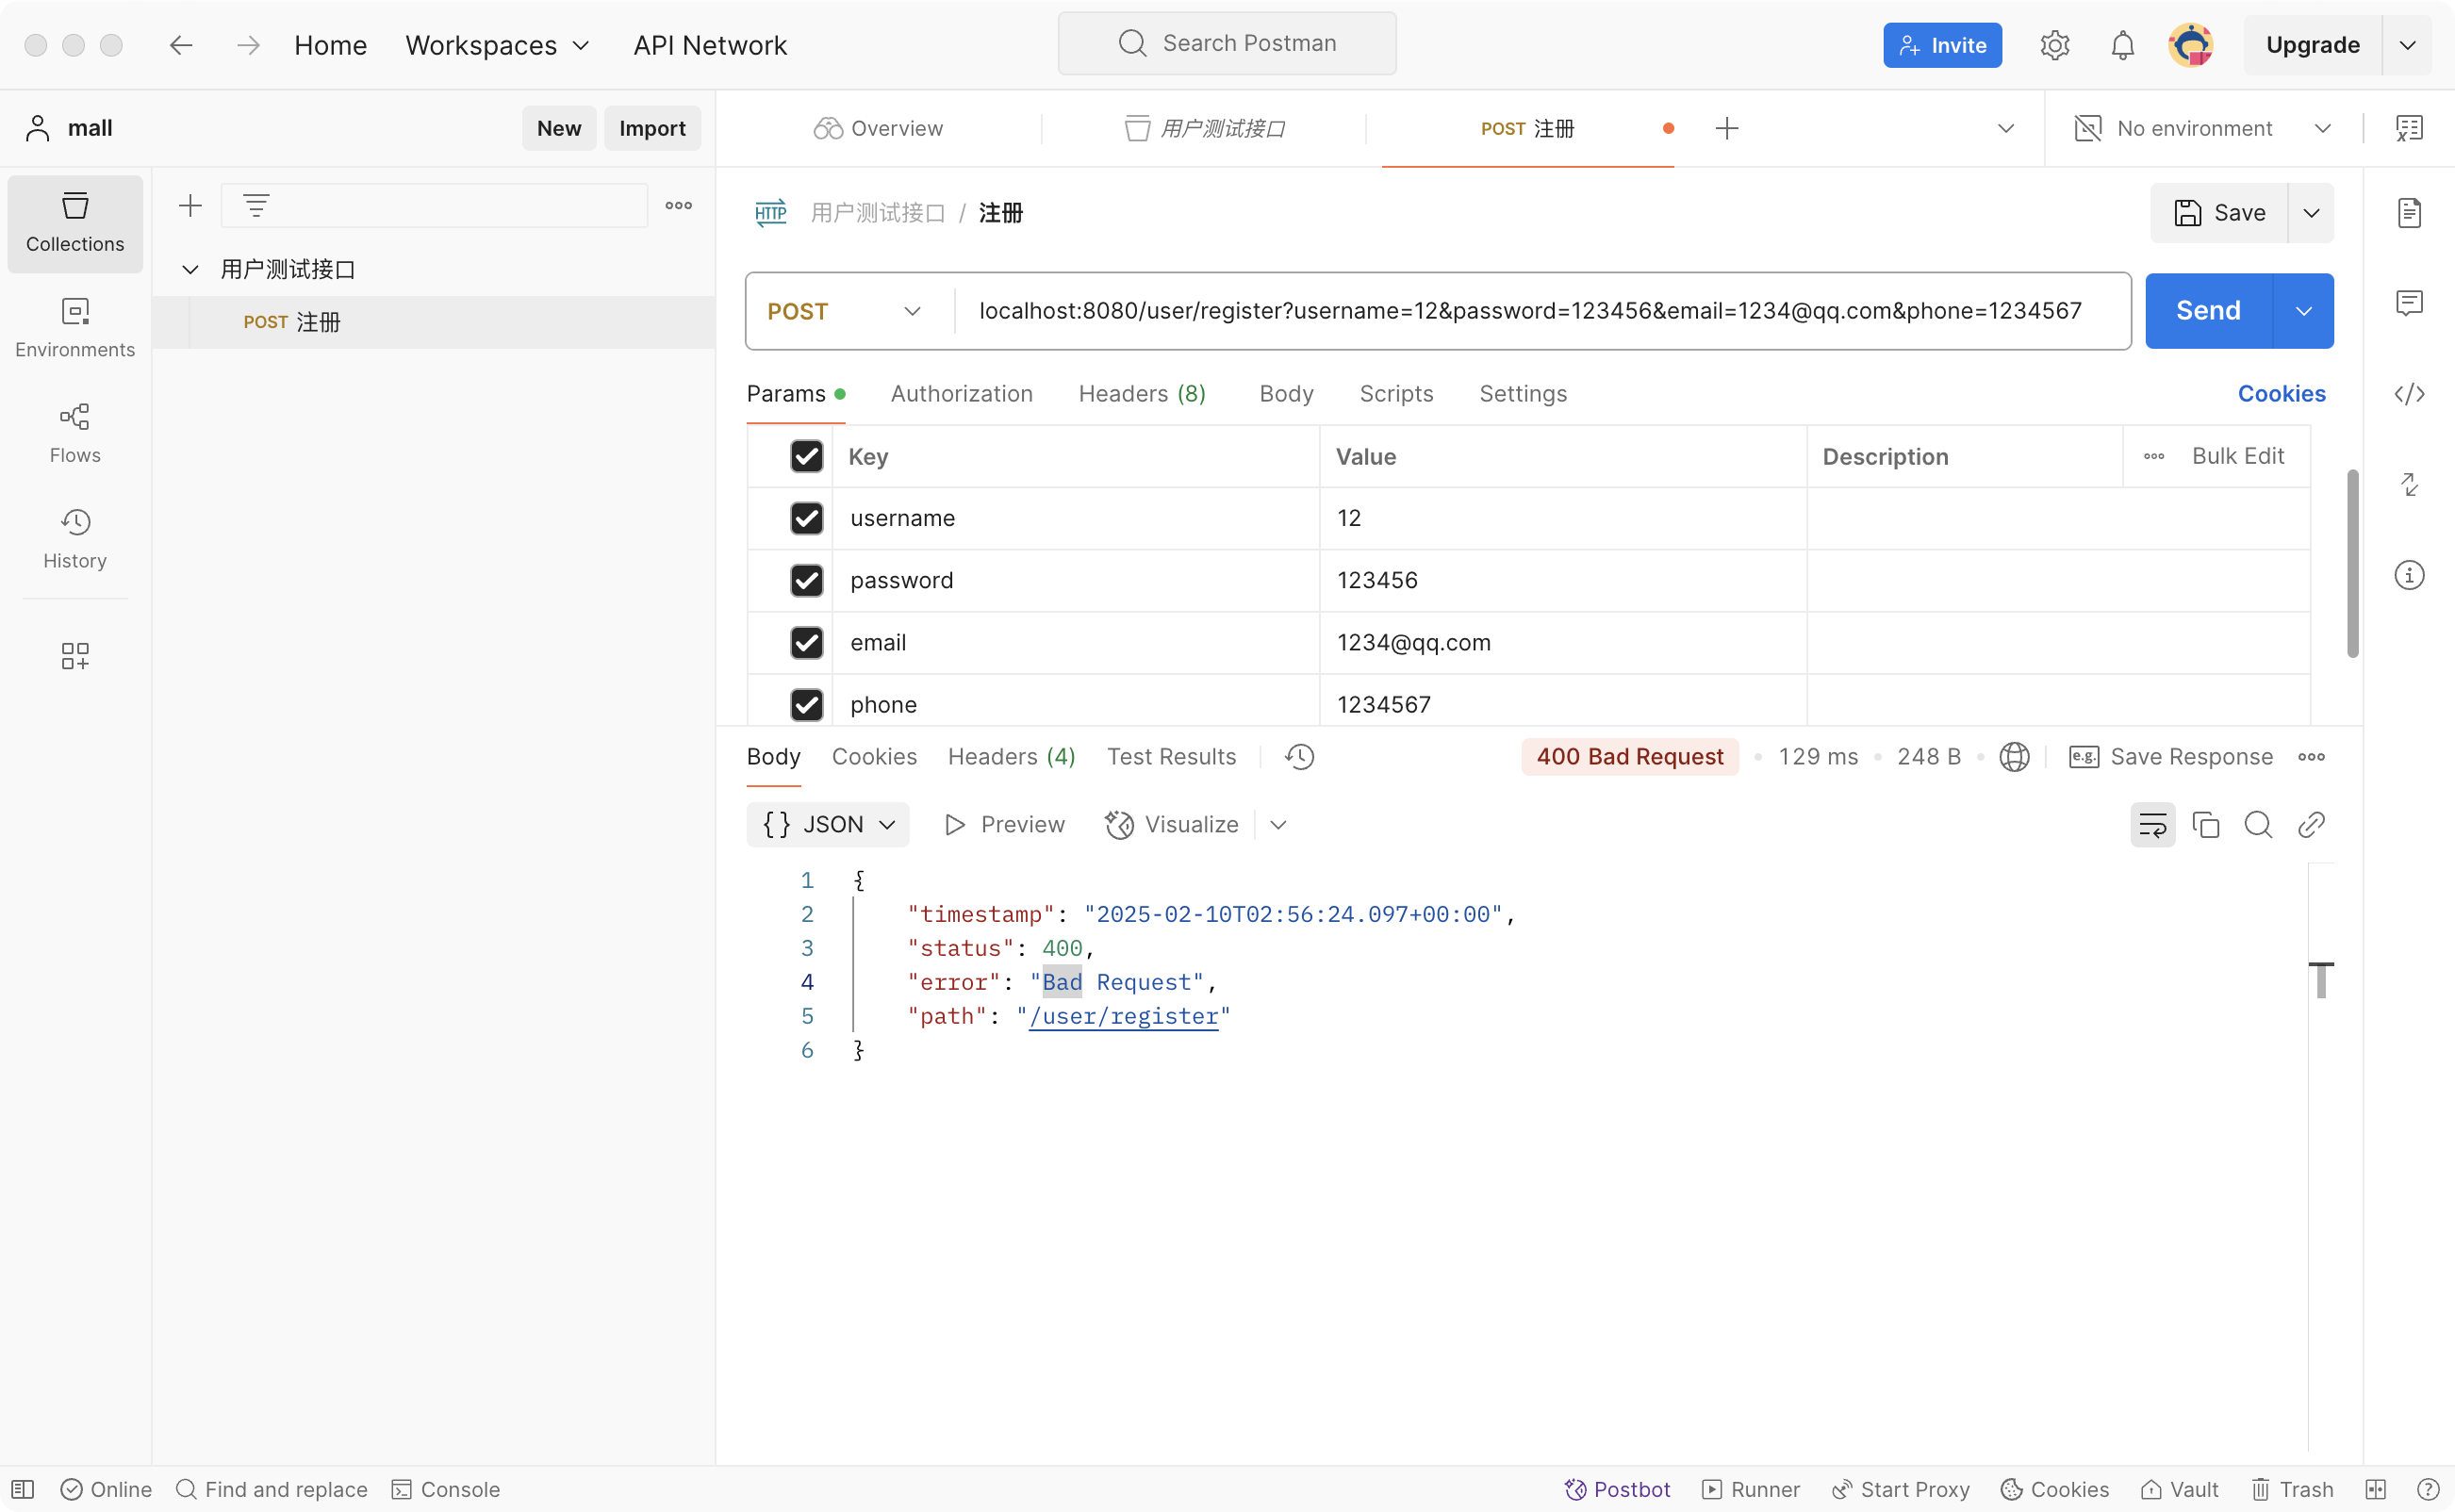 Home
Workspaces
API Network
Search Postman
Invite
Upgrade
mall
New
Import
Overview
用户测试接口
POST 注册
No environment
Collections
Environments
Flows
History
用户测试接口
POST 注册
HTTP
用户测试接口 / 注册
Save
POST
localhost:8080/user/register?username=12&password=123456&email=1234@qq.com&phone=1234567
Send
Params
Authorization
Headers (8)
Body
Scripts
Settings
Cookies
Key
Value
Description
Bulk Edit
username
12
password
123456
email
1234@qq.com
phone
1234567
Body
Cookies
Headers (4)
Test Results
400 Bad Request
129 ms
248 B
e.g.
Save Response
{} JSON
Preview
Visualize
1 {
2 "timestamp": "2025-02-10T02:56:24.097+00:00",
3 "status": 400,
4 "error": "Bad Request",
5 "path": "/user/register"
6 }
Online
Find and replace
Console
Postbot
Runner
Start Proxy
Cookies
Vault
Trash